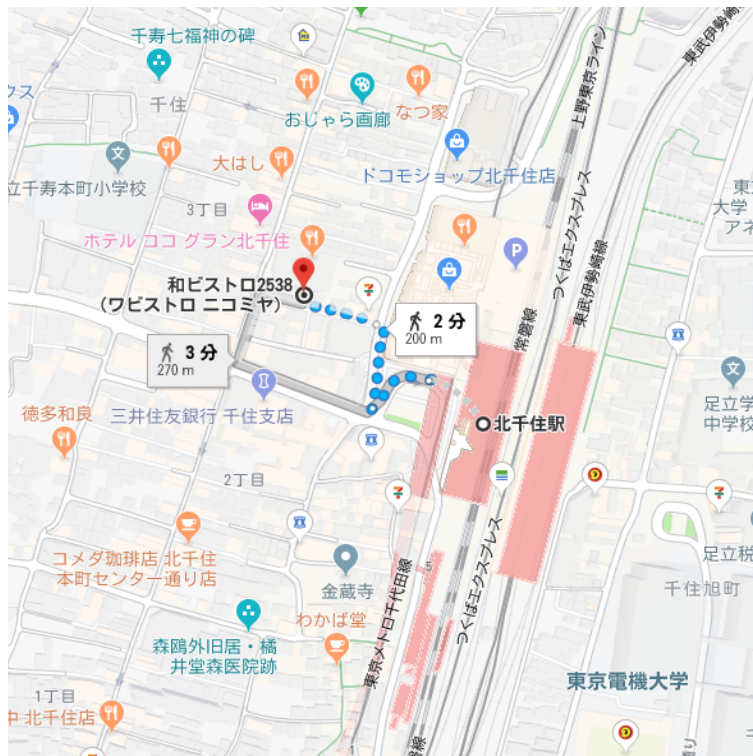 千寿七福神の碑
千住
おじゃら画廊
なつ家
クス
立千寿本町小学校
大はし
ドコモショップ北千住店
上野東京ライン
3丁目
ホテル ココ グラン北千住
つくばエクスプレス
東武伊勢崎線
大学
アネ
和ビストロ2538
(ワビストロ ニコミヤ)
P
常磐線
2 分
200 m
3 分
270 m
三井住友銀行 千住支店
北千住駅
徳多和良
足立学
中学校
2丁目
コメダ珈琲店 北千住
本町センター通り店
金蔵寺
5
つくばエクスプレス
足立税
千住旭町
森鴎外旧居・橘
井堂森医院跡
わかば堂
東京メトロ千代田線
東京電機大学
1丁目
中 北千住店